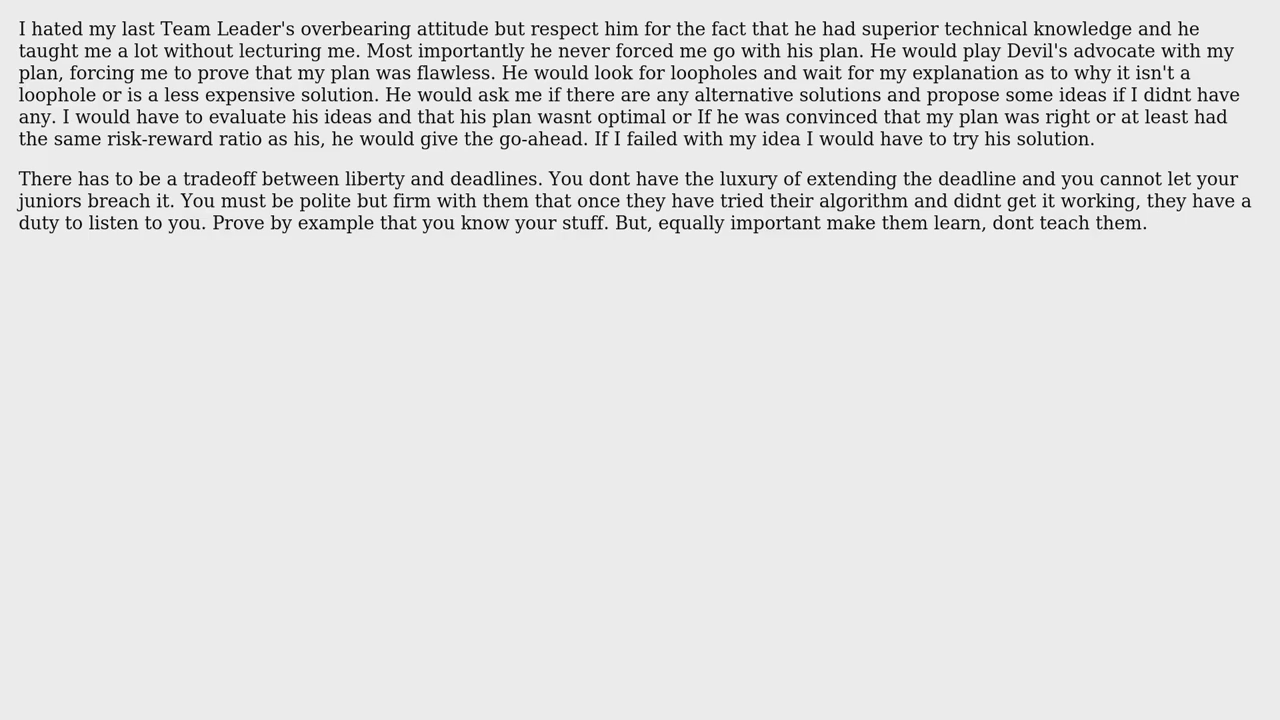 I hated my last Team Leader's overbearing attitude but respect him for the fact that he had superior technical knowledge and he
taught me a lot without lecturing me. Most importantly he never forced me go with his plan. He would play Devil's advocate with my
plan, forcing me to prove that my plan was flawless. He would look for loopholes and wait for my explanation as to why it isn't a
loophole or is a less expensive solution. He would ask me if there are any alternative solutions and propose some ideas if I didnt have
any. I would have to evaluate his ideas and that his plan wasnt optimal or If he was convinced that my plan was right or at least had
the same risk-reward ratio as his, he would give the go-ahead. If I failed with my idea I would have to try his solution.
There has to be a tradeoff between liberty and deadlines. You dont have the luxury of extending the deadline and you cannot let your
juniors breach it. You must be polite but firm with them that once they have tried their algorithm and didnt get it working, they have a
duty to listen to you. Prove by example that you know your stuff. But, equally important make them learn, dont teach them.